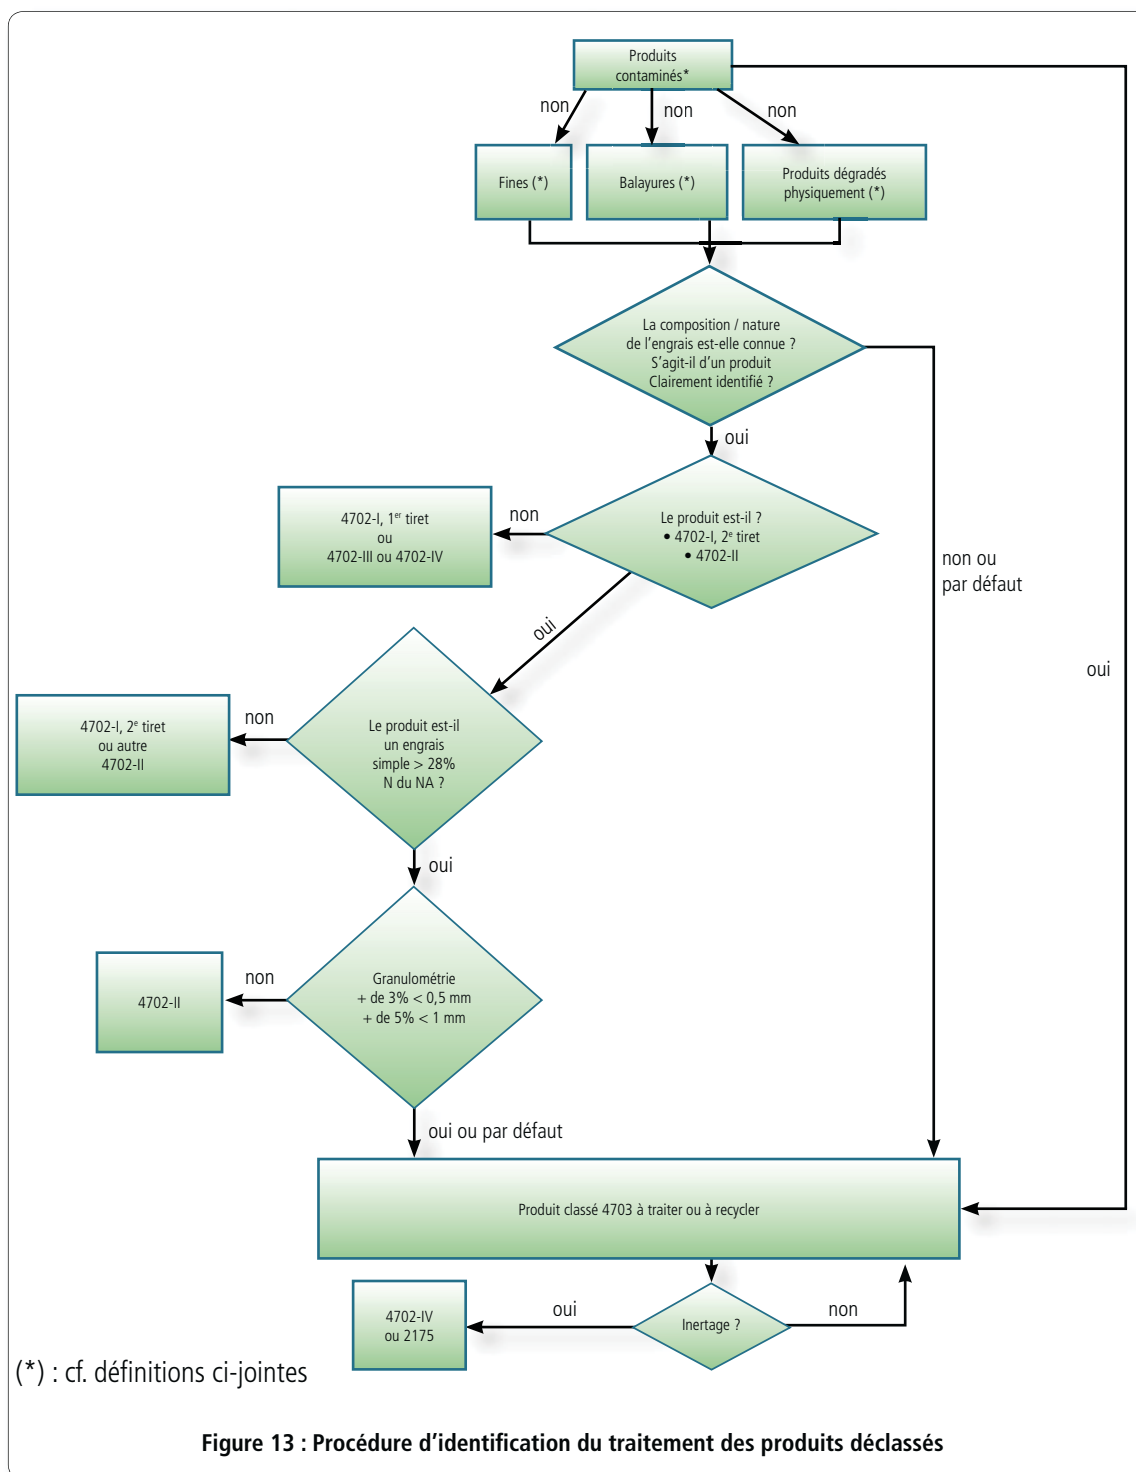 Produits
contaminés*
non
non
non
Fines (*)
Balayures (*)
Produits dégradés
physiquement (*)
La composition / nature
de l'engrais est-elle connue ?
S'agit-il d'un produit
Clairement identifié ?
oui
non ou
par défaut
oui
Le produit est-il ?
• 4702-I, 2e tiret
• 4702-II
non
4702-I, 1er tiret
ou
4702-III ou 4702-IV
oui
Le produit est-il
un engrais
simple > 28%
N du NA ?
non
4702-I, 2e tiret
ou autre
4702-II
oui
Granulométrie
+ de 3% < 0,5 mm
+ de 5% < 1 mm
non
4702-II
oui ou par défaut
Produit classé 4703 à traiter ou à recycler
Inertage ?
oui
non
4702-IV
ou 2175
(*) : cf. définitions ci-jointes
Figure 13 : Procédure d'identification du traitement des produits déclassés